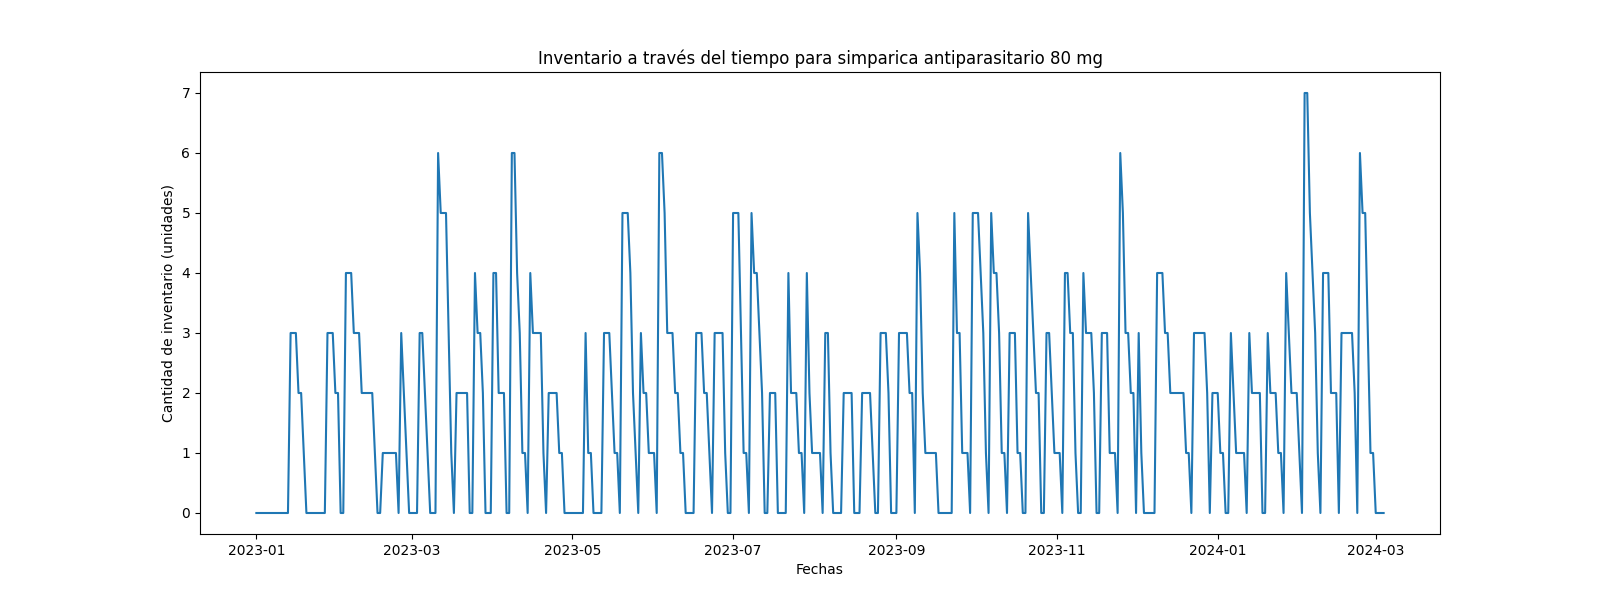 Inventario a través del tiempo para simparica antiparasitario 80 mg
Cantidad de inventario (unidades)
7
6
5
4
3
2
1
0
2023-01 2023-03 2023-05 2023-07 2023-09 2023-11 2024-01 2024-03
Fechas